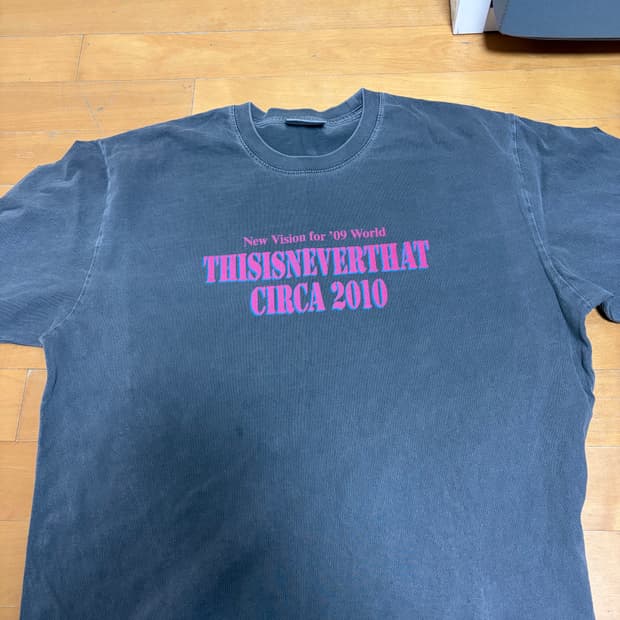 New Vision for '09 World
THISISNEVERTHAT
CIRCA 2010